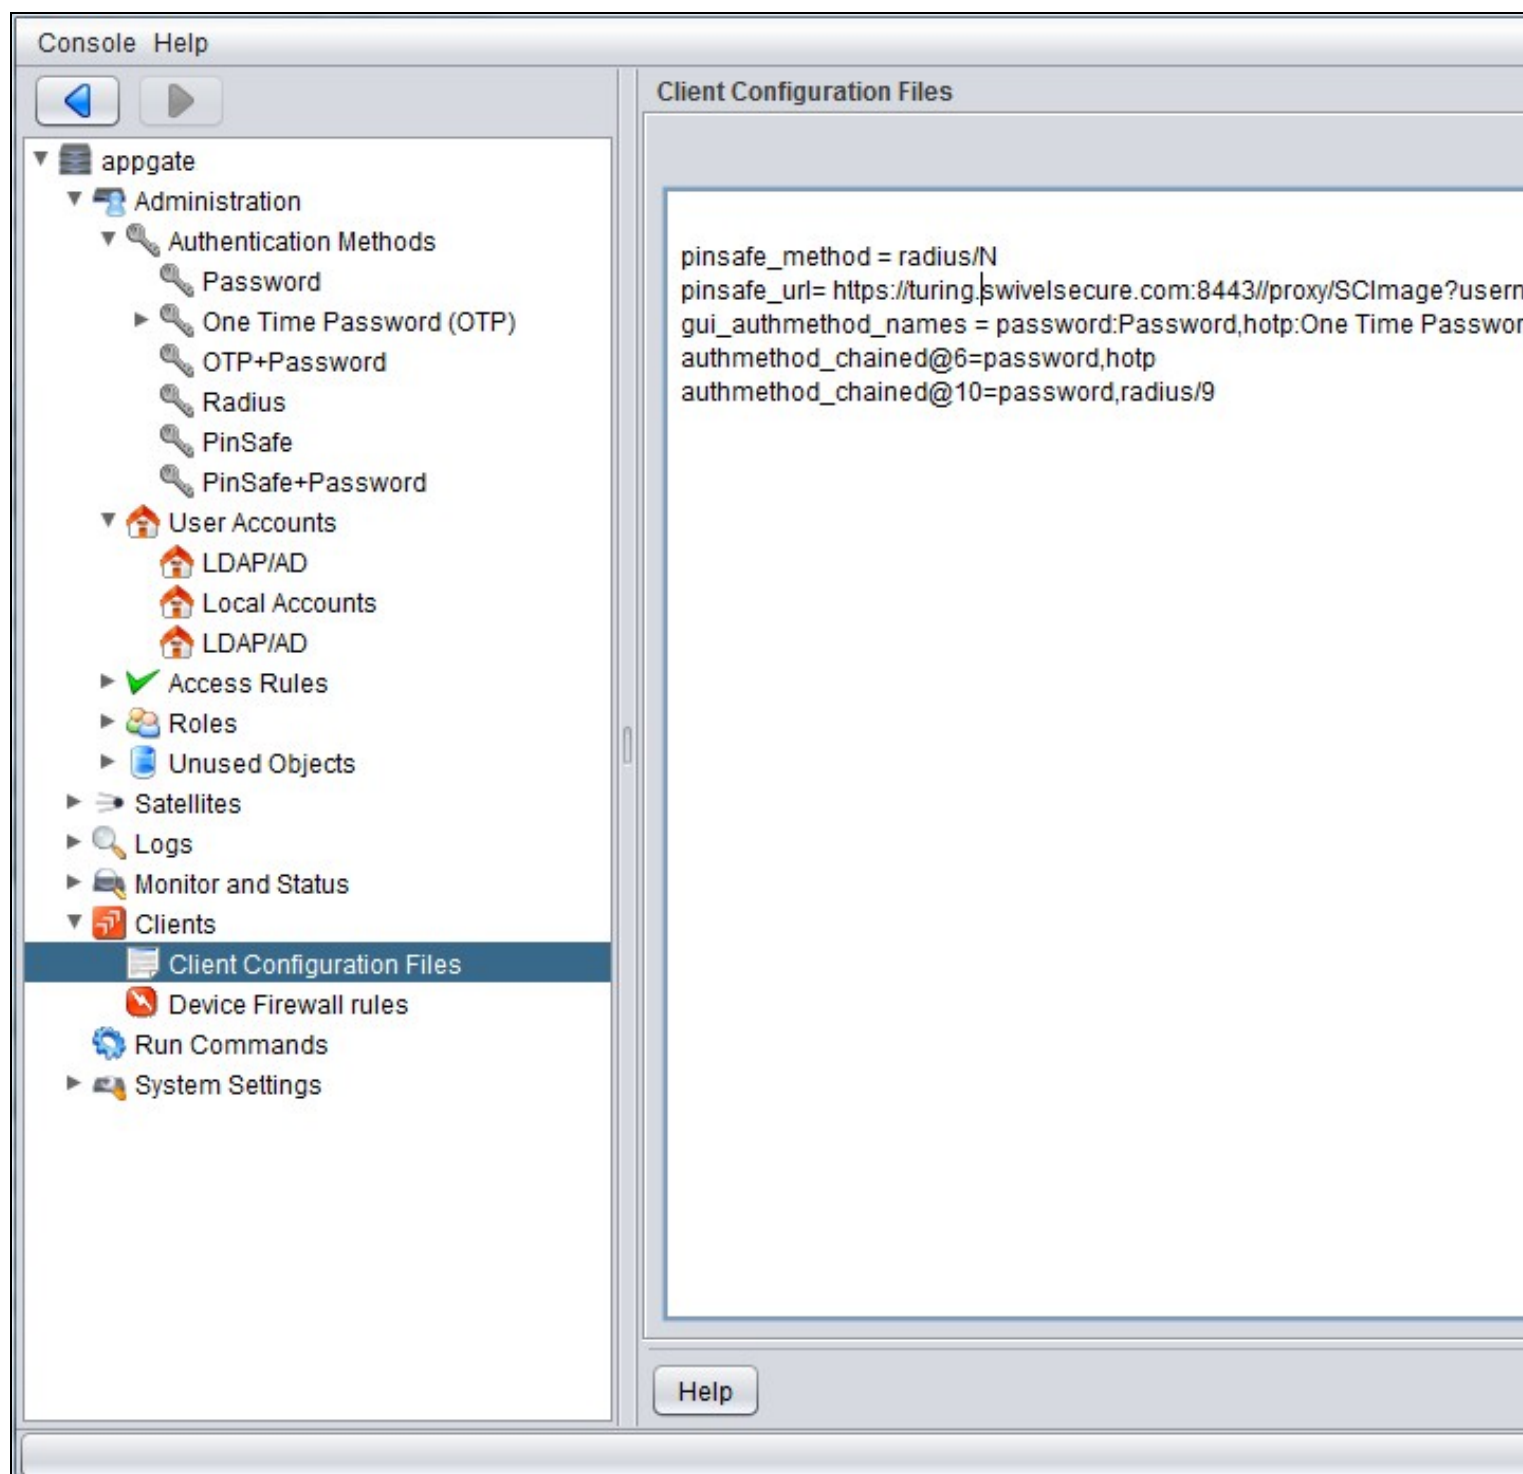 Console Help
appgate
Administration
Authentication Methods
Password
One Time Password (OTP)
OTP+Password
Radius
PinSafe
PinSafe+Password
User Accounts
LDAP/AD
Local Accounts
LDAP/AD
Access Rules
Roles
Unused Objects
Satellites
Logs
Monitor and Status
Clients
Client Configuration Files
Device Firewall rules
Run Commands
System Settings
Client Configuration Files
pinsafe_method = radius/N
pinsafe_url= https://turing.swivelsecure.com:8443//proxy/SCImage?usern
gui_authmethod_names = password:Password,hotp:One Time Passwor
authmethod_chained@6=password,hotp
authmethod_chained@10=password,radius/9
Help